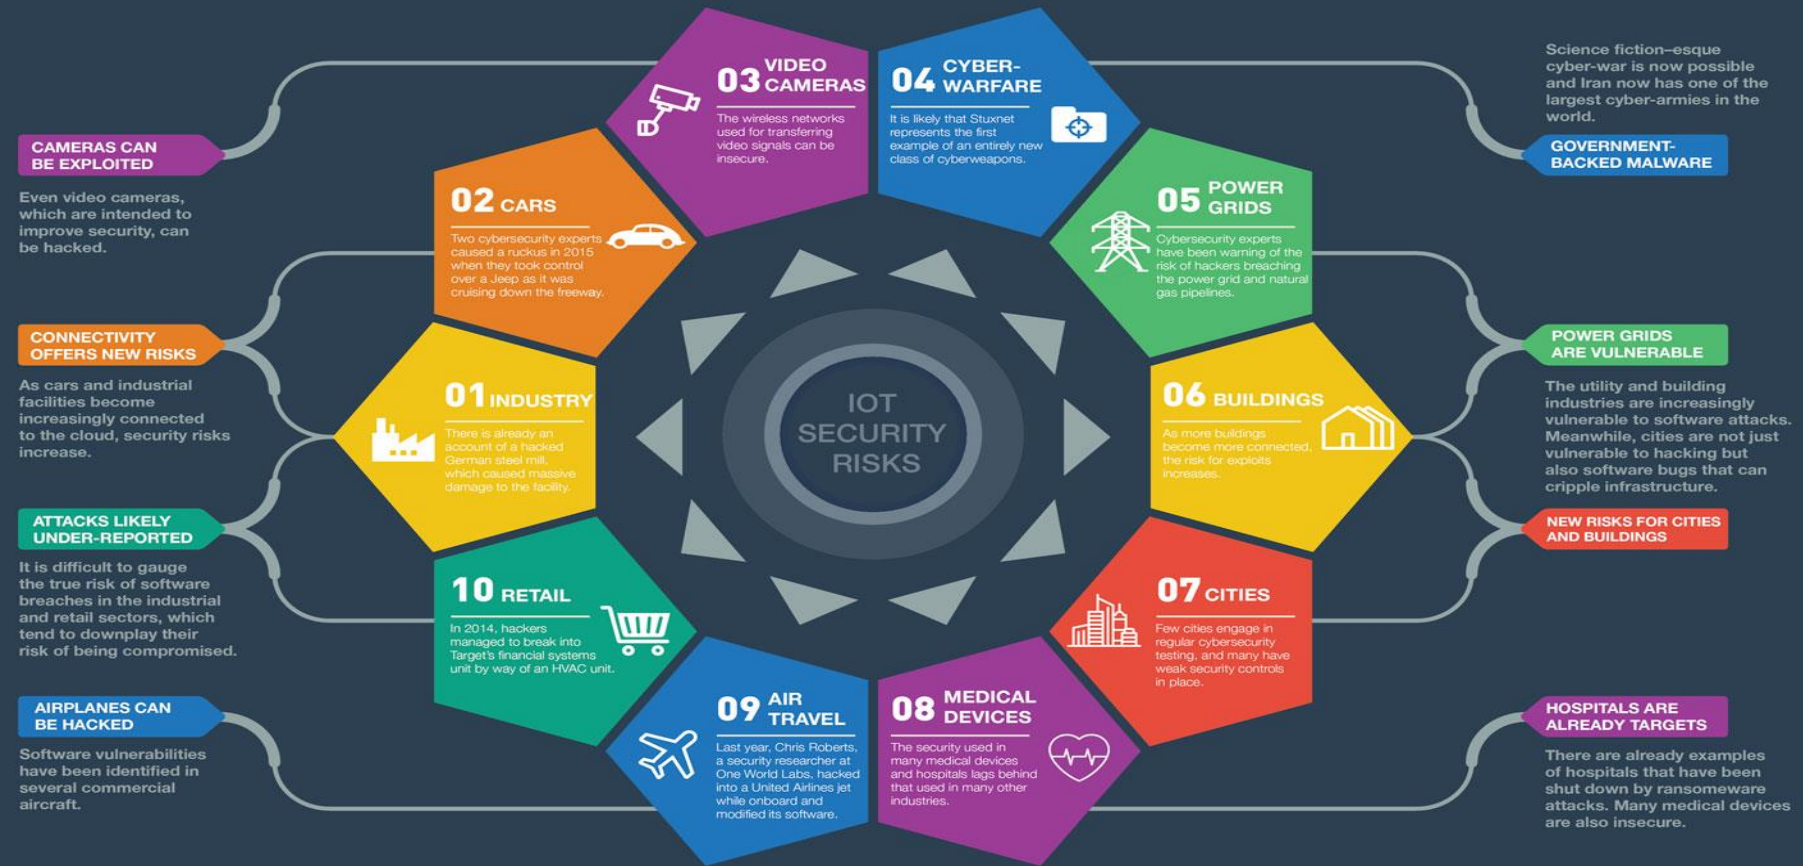 CAMERAS CAN
BE EXPLOITED
Even video cameras,
which are intended to
improve security, can
be hacked.
CONNECTIVITY
OFFERS NEW RISKS
As cars and industrial
facilities become
increasingly connected
to the cloud, security risks
increase.
ATTACKS LIKELY
UNDER-REPORTED
It is difficult to gauge
the true risk of software
breaches in the industrial
and retail sectors, which
tend to downplay their
risk of being compromised.
AIRPLANES CAN
BE HACKED
Software vulnerabilities
have been identified in
several commercial
aircraft.
01 INDUSTRY
There is already an
account of a hacked
German steel mill,
which caused massive
damage to the facility.
02 CARS
Two cybersecurity experts
caused a ruckus in 2015
when they took control
over a Jeep as it was
cruising down the freeway.
03 VIDEO
CAMERAS
The wireless networks
used for transferring
video signals can be
insecure.
04 CYBER-
WARFARE
It is likely that Stuxnet
represents the first
example of an entirely new
class of cyberweapons.
05 POWER
GRIDS
Cybersecurity experts
have been warning of the
risk of hackers breaching
the power grid and natural
gas pipelines.
06 BUILDINGS
As more buildings
become more connected,
the risk for exploits
increases.
07 CITIES
Few cities engage in
regular cybersecurity
testing, and many have
weak security controls
in place.
08 MEDICAL
DEVICES
The security used in
many medical devices
and hospitals lags behind
that used in many other
industries.
09 AIR
TRAVEL
Last year, Chris Roberts,
a security researcher at
One World Labs, hacked
into a United Airlines jet
while onboard and
modified its software.
10 RETAIL
In 2014, hackers
managed to break into
Target's financial systems
unit by way of an HVAC unit.
IOT
SECURITY
RISKS
Science fiction–esque
cyber-war is now possible
and Iran now has one of the
largest cyber-armies in the
world.
GOVERNMENT-
BACKED MALWARE
POWER GRIDS
ARE VULNERABLE
The utility and building
industries are increasingly
vulnerable to software attacks.
Meanwhile, cities are not just
vulnerable to hacking but
also software bugs that can
cripple infrastructure.
NEW RISKS FOR CITIES
AND BUILDINGS
HOSPITALS ARE
ALREADY TARGETS
There are already examples
of hospitals that have been
shut down by ransomeware
attacks. Many medical devices
are also insecure.